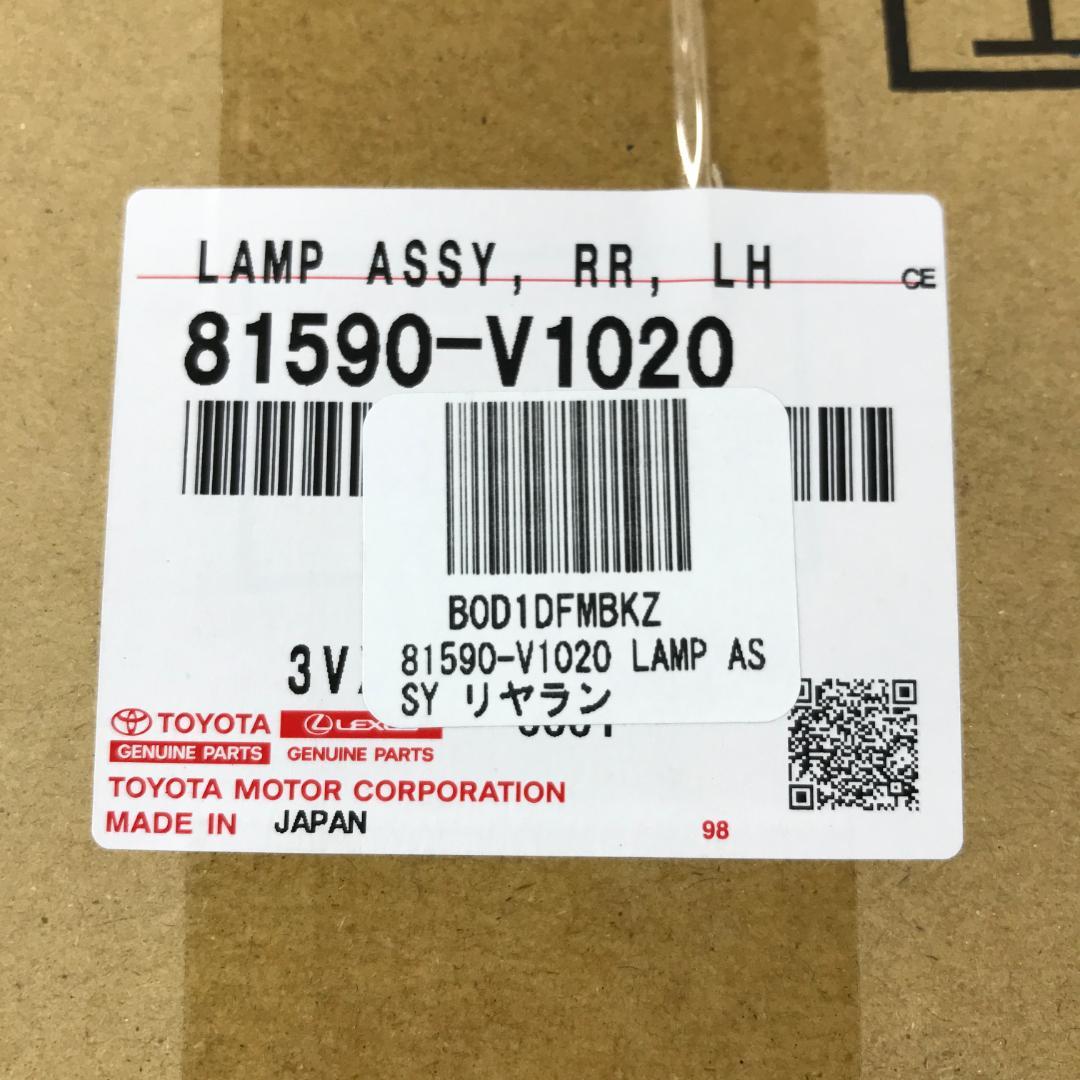 LAMP ASSY, RR, LH
CE
81590-V1020
B0D1DFMBKZ
81590-V1020 LAMP AS
SY リヤラン
3V
TOYOTA LEXUS
GENUINE PARTS GENUINE PARTS
TOYOTA MOTOR CORPORATION
MADE IN JAPAN
98